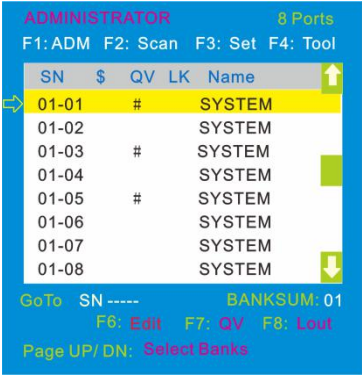 ADMINISTRATOR 8 Ports
F1: ADM F2: Scan F3: Set F4: Tool
SN $ QV LK Name
01-01 # SYSTEM
01-02 SYSTEM
01-03 # SYSTEM
01-04 SYSTEM
01-05 # SYSTEM
01-06 SYSTEM
01-07 SYSTEM
01-08 SYSTEM
GoTo SN ----- BANKSUM: 01
F6: Edit F7: QV F8: Lout
Page UP/ DN: Select Banks